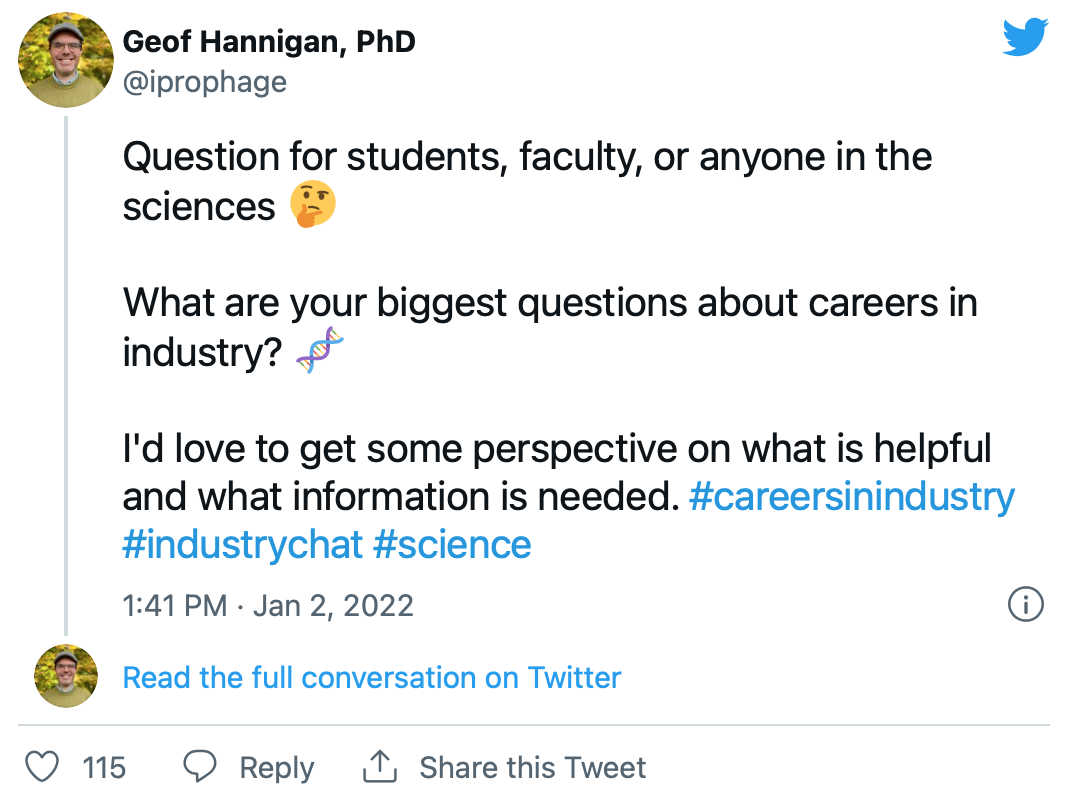 Geof Hannigan, PhD
@iprophage
Question for students, faculty, or anyone in the
sciences 🤔
What are your biggest questions about careers in
industry? 🧬
I'd love to get some perspective on what is helpful
and what information is needed. #careersinindustry
#industrychat #science
1:41 PM · Jan 2, 2022
Read the full conversation on Twitter
115 Reply Share this Tweet